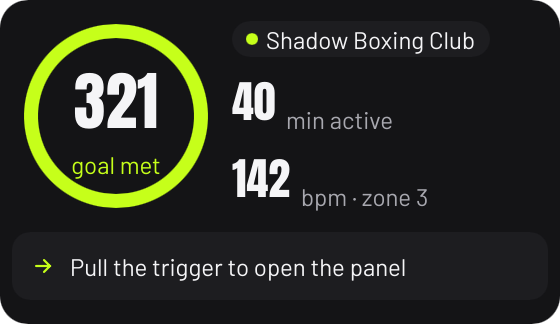 321
goal met
Shadow Boxing Club
40 min active
142 bpm · zone 3
→ Pull the trigger to open the panel